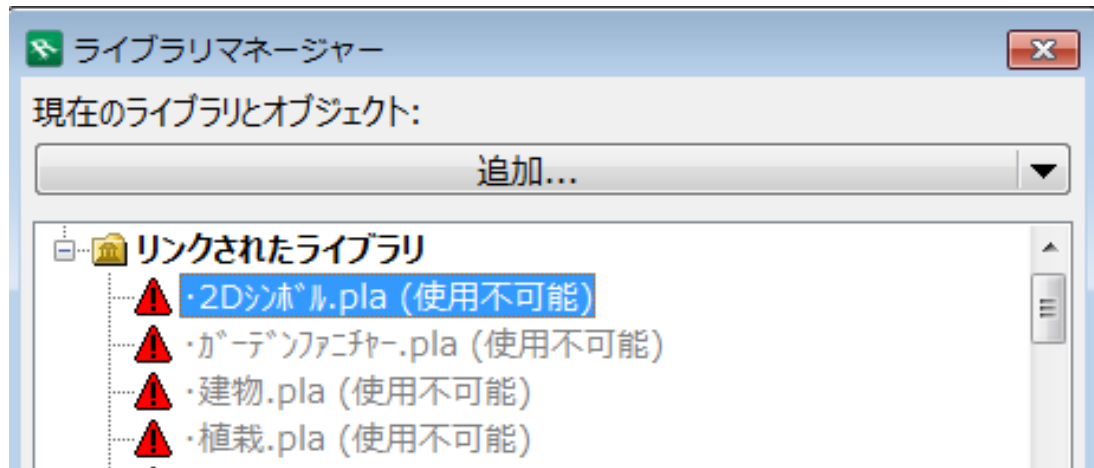 ライブラリマネージャー
現在のライブラリとオブジェクト:
追加...
リンクされたライブラリ
·2Dｼﾝﾎﾞﾙ.pla (使用不可能)
·ｶﾞｰﾃﾞﾝﾌｧﾆﾁｬｰ.pla (使用不可能)
·建物.pla (使用不可能)
·植栽.pla (使用不可能)